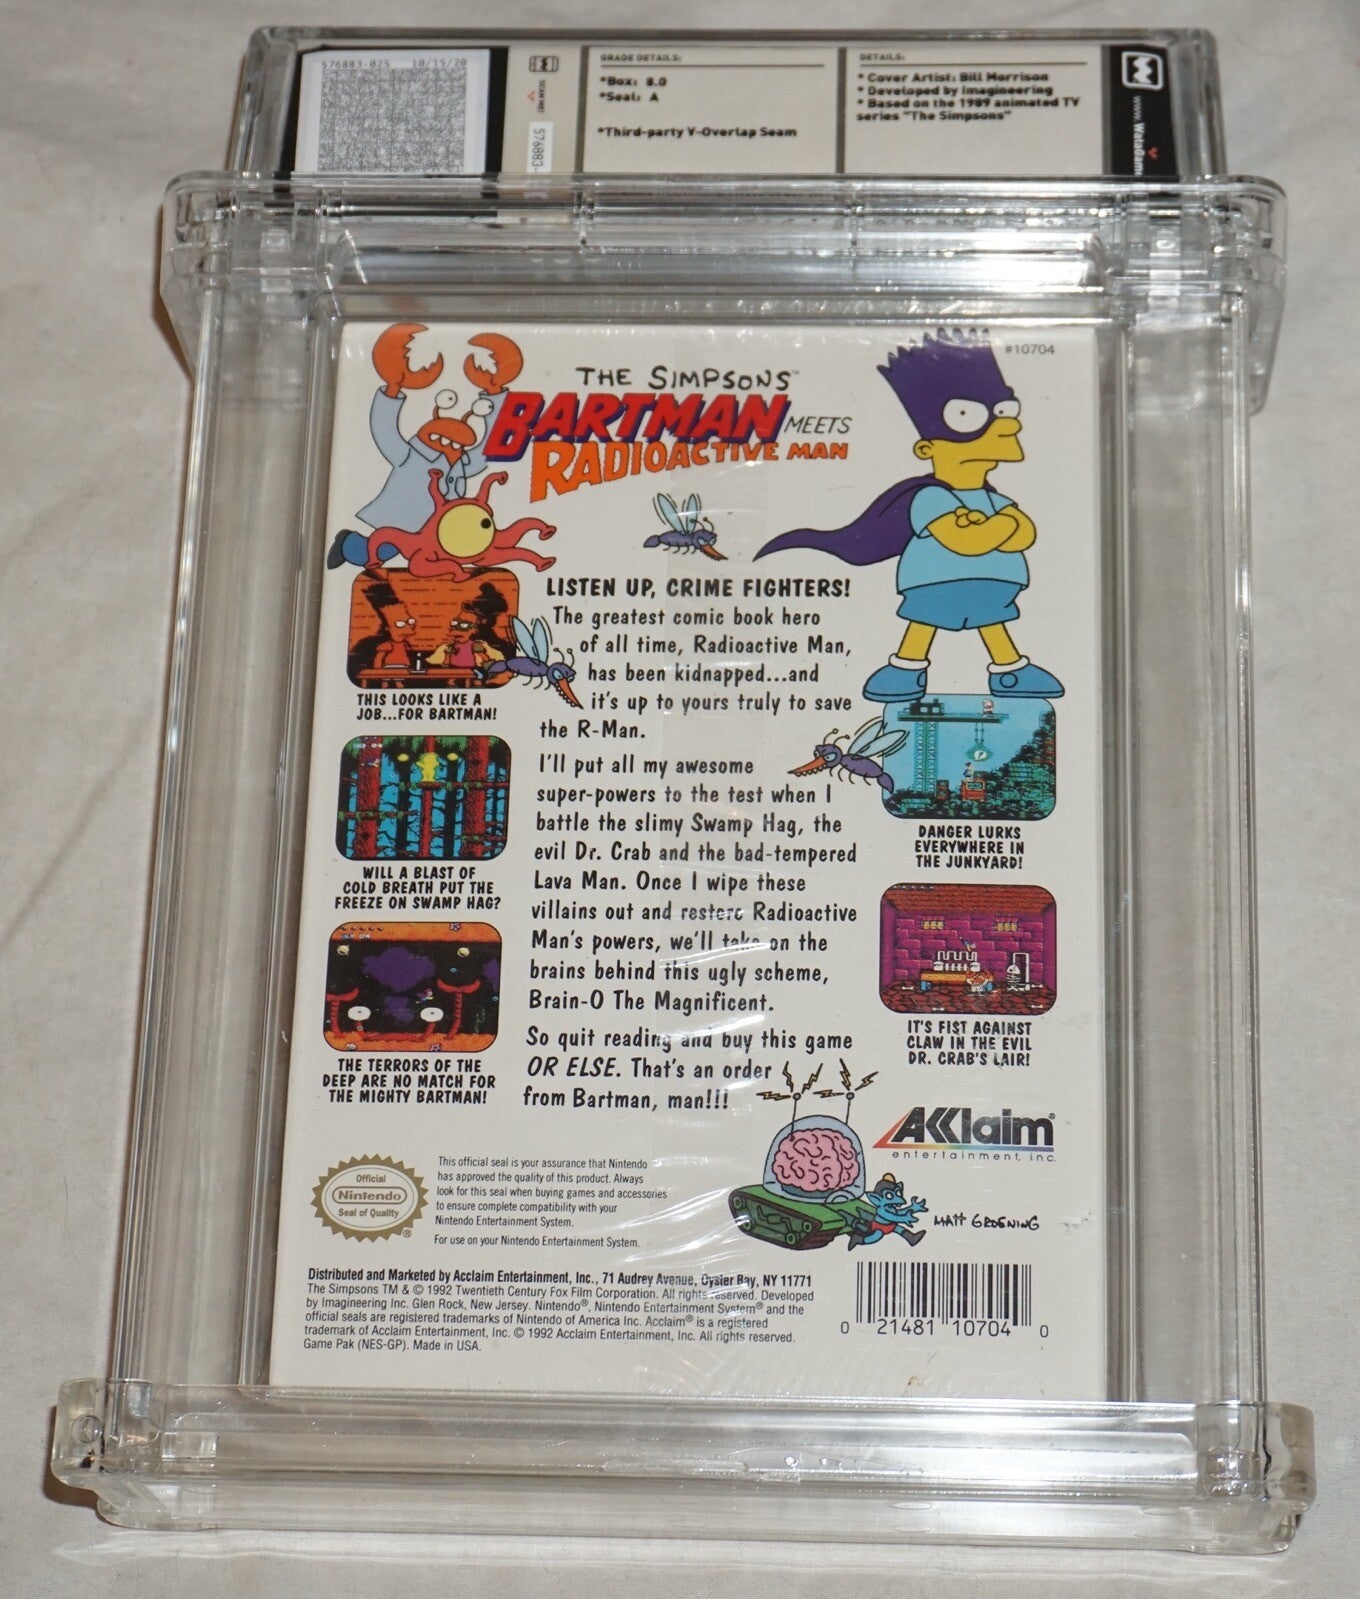 576883-025 10/15/20
SCAN ME!
576883-
GRADE DETAILS:
*Box: 8.0
*Seal: A
*Third-party V-Overlap Seam
DETAILS:
* Cover Artist: Bill Morrison
* Developed by Imagineering
* Based on the 1989 animated TV
series "The Simpsons"
#10704
THE SIMPSONS™
BARTMAN MEETS
RADIOACTIVE MAN
LISTEN UP, CRIME FIGHTERS!
The greatest comic book hero
of all time, Radioactive Man,
has been kidnapped...and
it's up to yours truly to save
the R-Man.
I'll put all my awesome
super-powers to the test when I
battle the slimy Swamp Hag, the
evil Dr. Crab and the bad-tempered
Lava Man. Once I wipe these
villains out and restore Radioactive
Man's powers, we'll take on the
brains behind this ugly scheme,
Brain-O The Magnificent.
So quit reading and buy this game
OR ELSE. That's an order
from Bartman, man!!!
THIS LOOKS LIKE A
JOB...FOR BARTMAN!
WILL A BLAST OF
COLD BREATH PUT THE
FREEZE ON SWAMP HAG?
THE TERRORS OF THE
DEEP ARE NO MATCH FOR
THE MIGHTY BARTMAN!
DANGER LURKS
EVERYWHERE IN
THE JUNKYARD!
IT'S FIST AGAINST
CLAW IN THE EVIL
DR. CRAB'S LAIR!
AKKlaim®
entertainment, inc.
MATT GROENING
Official
Nintendo
Seal of Quality
®
This official seal is your assurance that Nintendo
has approved the quality of this product. Always
look for this seal when buying games and accessories
to ensure complete compatibility with your
Nintendo Entertainment System.
For use on your Nintendo Entertainment System.
Distributed and Marketed by Acclaim Entertainment, Inc., 71 Audrey Avenue, Oyster Bay, NY 11771
The Simpsons TM & © 1992 Twentieth Century Fox Film Corporation. All rights reserved. Developed
by Imagineering Inc. Glen Rock, New Jersey. Nintendo®, Nintendo Entertainment System® and the
official seals are registered trademarks of Nintendo of America Inc. Acclaim® is a registered
trademark of Acclaim Entertainment, Inc. © 1992 Acclaim Entertainment, Inc. All rights reserved.
Game Pak (NES-GP). Made in USA.
0 21481 10704 0